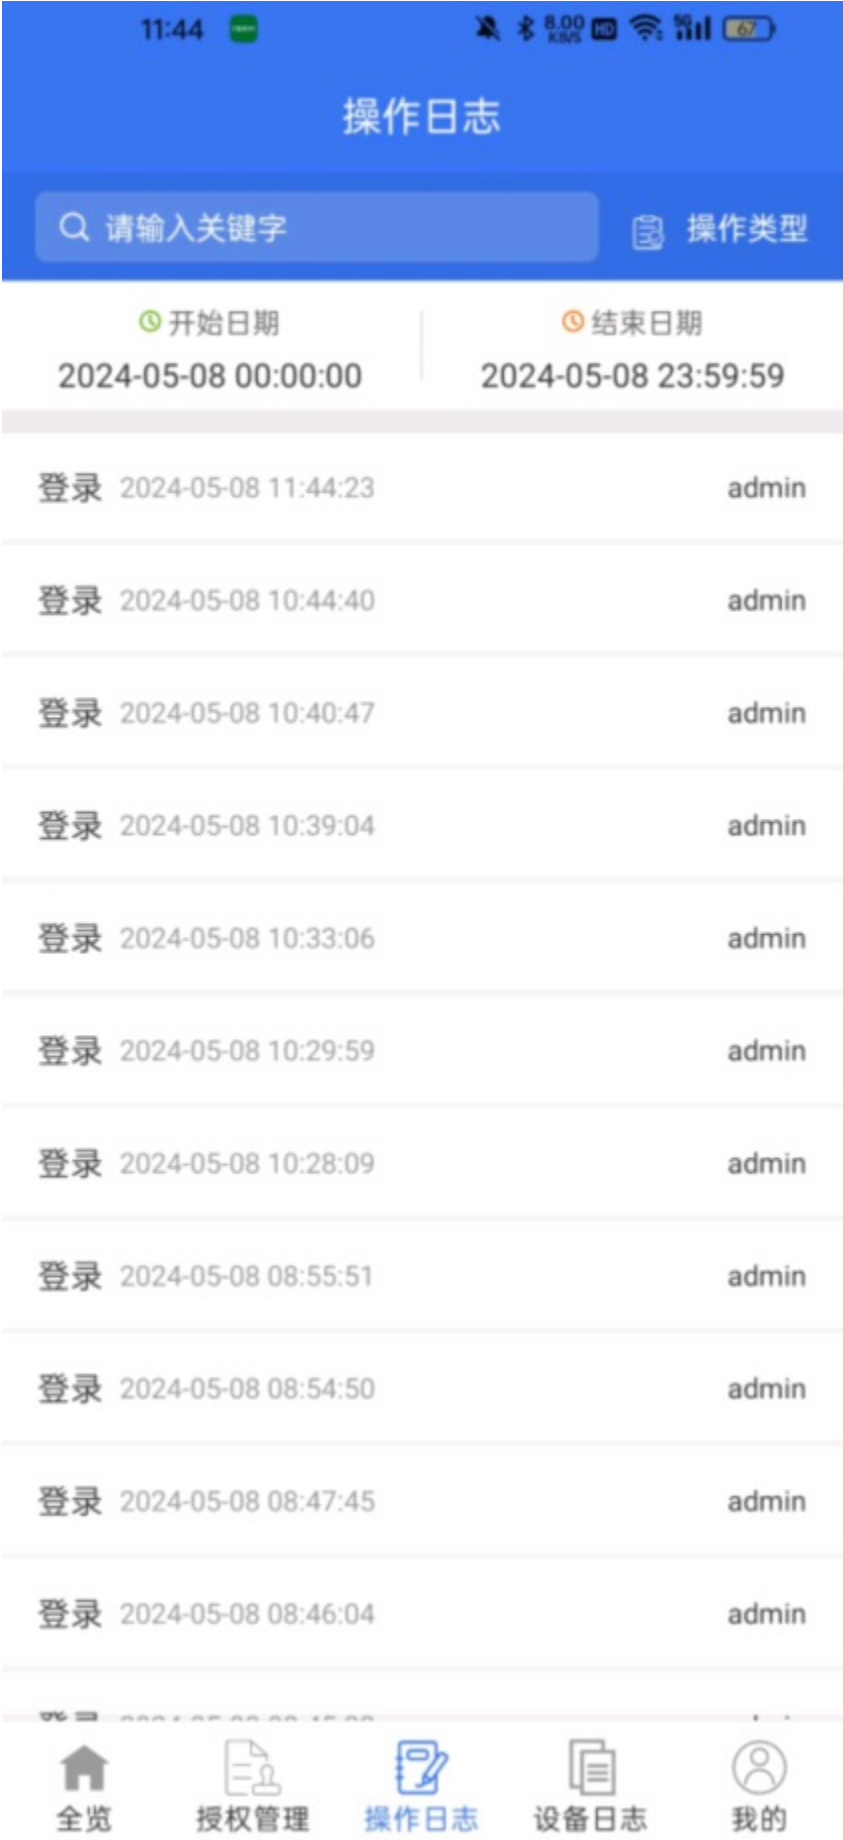 11:44 8.00 KB/S HD 5G 67
操作日志
请输入关键字 操作类型
开始日期 结束日期
2024-05-08 00:00:00 2024-05-08 23:59:59
登录 2024-05-08 11:44:23 admin
登录 2024-05-08 10:44:40 admin
登录 2024-05-08 10:40:47 admin
登录 2024-05-08 10:39:04 admin
登录 2024-05-08 10:33:06 admin
登录 2024-05-08 10:29:59 admin
登录 2024-05-08 10:28:09 admin
登录 2024-05-08 08:55:51 admin
登录 2024-05-08 08:54:50 admin
登录 2024-05-08 08:47:45 admin
登录 2024-05-08 08:46:04 admin
全览 授权管理 操作日志 设备日志 我的